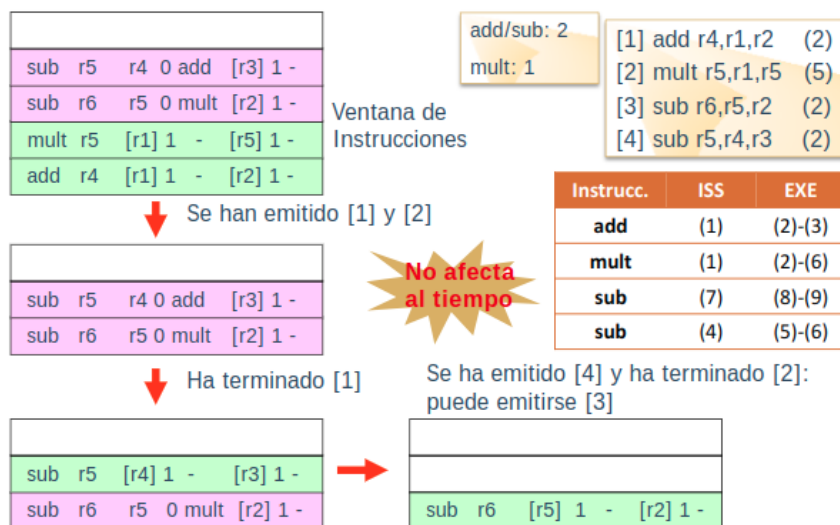 sub r5 r4 0 add [r3] 1 -
sub r6 r5 0 mult [r2] 1 -
mult r5 [r1] 1 - [r5] 1 -
add r4 [r1] 1 - [r2] 1 -
Ventana de
Instrucciones
add/sub: 2
mult: 1
[1] add r4,r1,r2 (2)
[2] mult r5,r1,r5 (5)
[3] sub r6,r5,r2 (2)
[4] sub r5,r4,r3 (2)
Se han emitido [1] y [2]
Instrucc. ISS EXE
add (1) (2)-(3)
mult (1) (2)-(6)
sub (7) (8)-(9)
sub (4) (5)-(6)
sub r5 r4 0 add [r3] 1 -
sub r6 r5 0 mult [r2] 1 -
No afecta
al tiempo
Ha terminado [1]
Se ha emitido [4] y ha terminado [2]:
puede emitirse [3]
sub r5 [r4] 1 - [r3] 1 -
sub r6 r5 0 mult [r2] 1 -
sub r6 [r5] 1 - [r2] 1 -